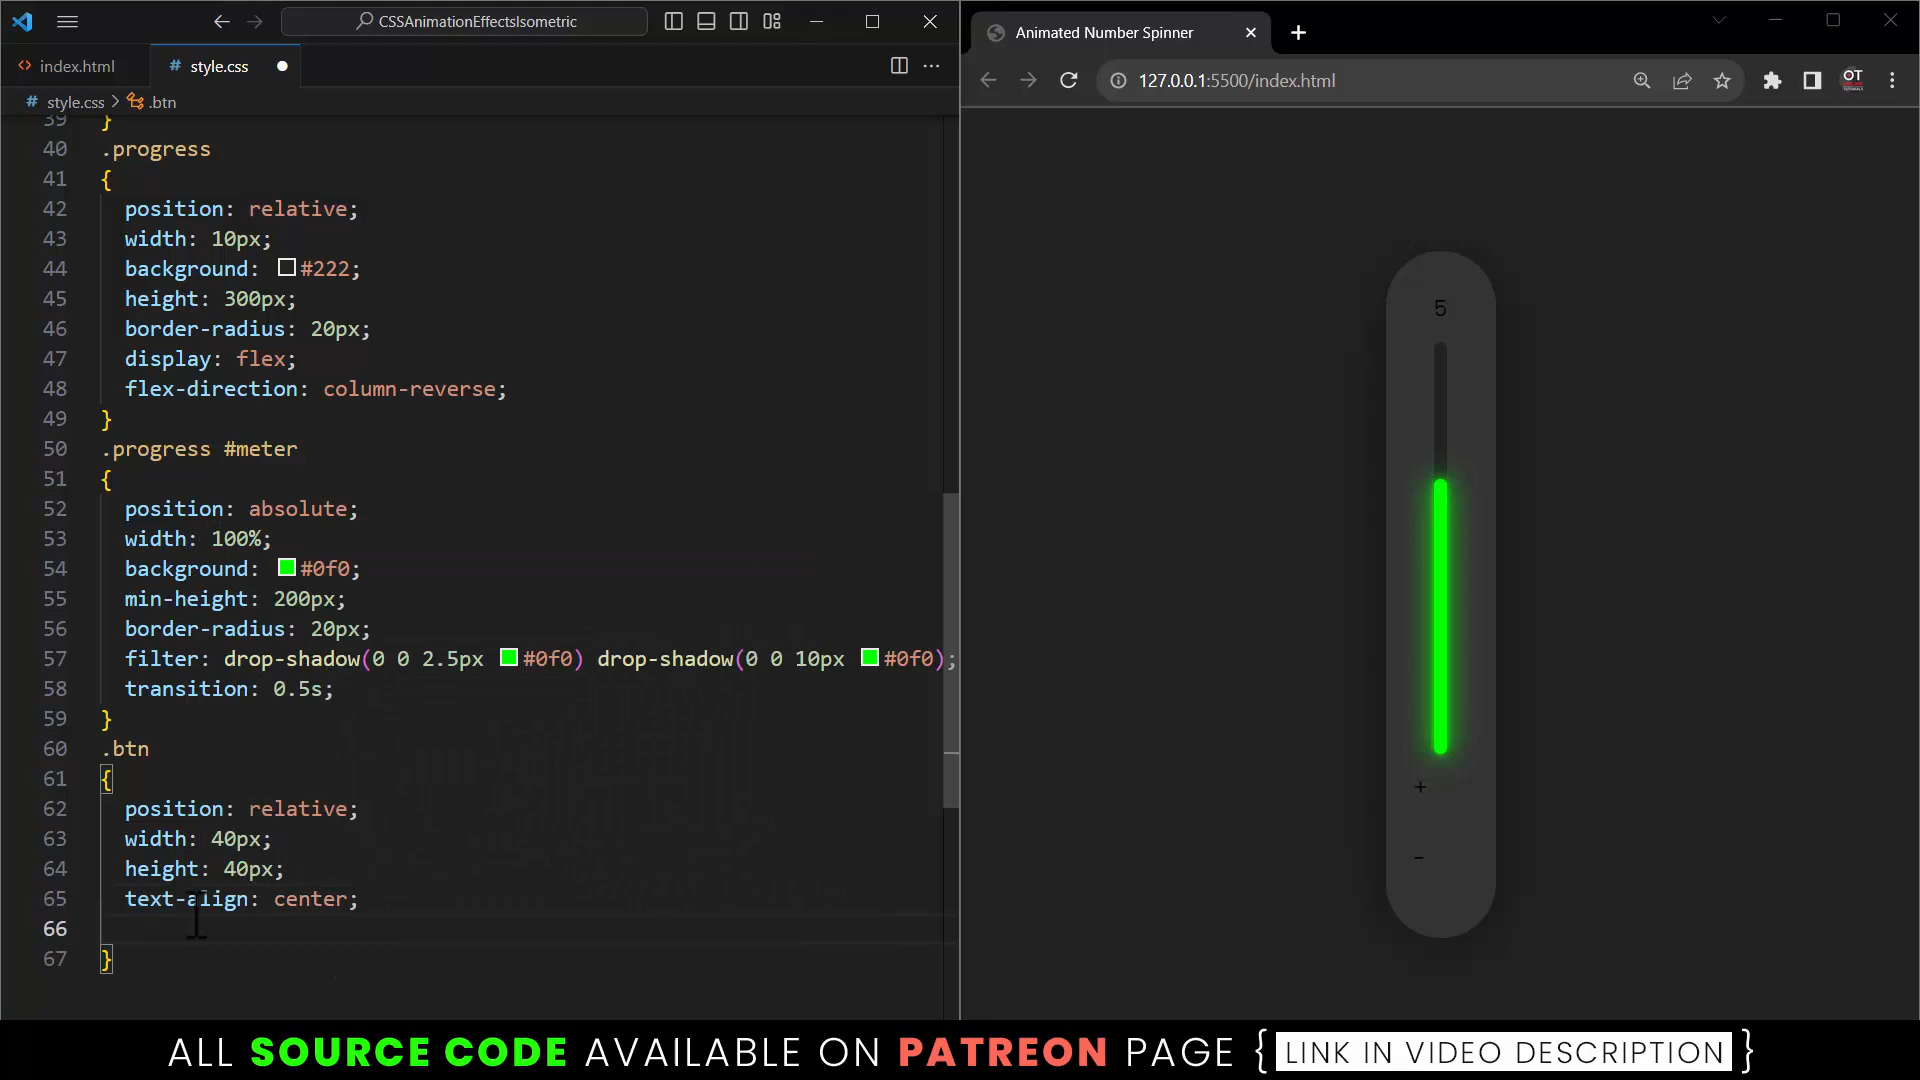 CSSAnimationEffectsIsometric
index.html
# style.css
# style.css > .btn
39 }
40 .progress
41 {
42 position: relative;
43 width: 10px;
44 background: #222;
45 height: 300px;
46 border-radius: 20px;
47 display: flex;
48 flex-direction: column-reverse;
49 }
50 .progress #meter
51 {
52 position: absolute;
53 width: 100%;
54 background: #0f0;
55 min-height: 200px;
56 border-radius: 20px;
57 filter: drop-shadow(0 0 2.5px #0f0) drop-shadow(0 0 10px #0f0);
58 transition: 0.5s;
59 }
60 .btn
61 {
62 position: relative;
63 width: 40px;
64 height: 40px;
65 text-align: center;
66
67 }
Animated Number Spinner
127.0.0.1:5500/index.html
OT
5
+
-
ALL SOURCE CODE AVAILABLE ON PATREON PAGE { LINK IN VIDEO DESCRIPTION }